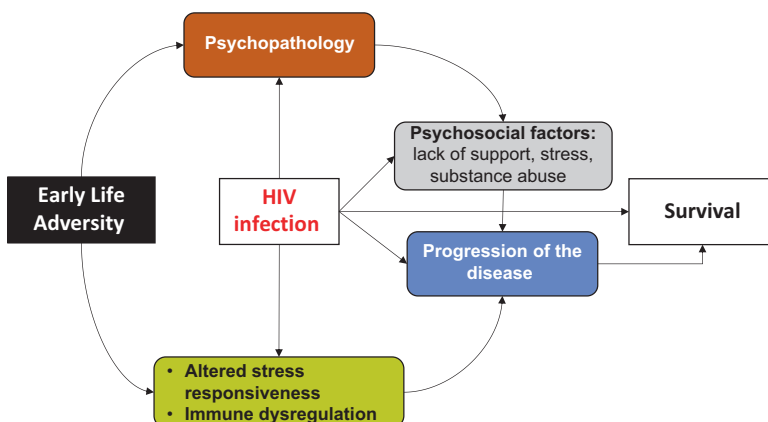 Psychopathology
Psychosocial factors:
lack of support, stress,
substance abuse
Early Life
Adversity
HIV
infection
Survival
Progression of the
disease
• Altered stress
responsiveness
• Immune dysregulation